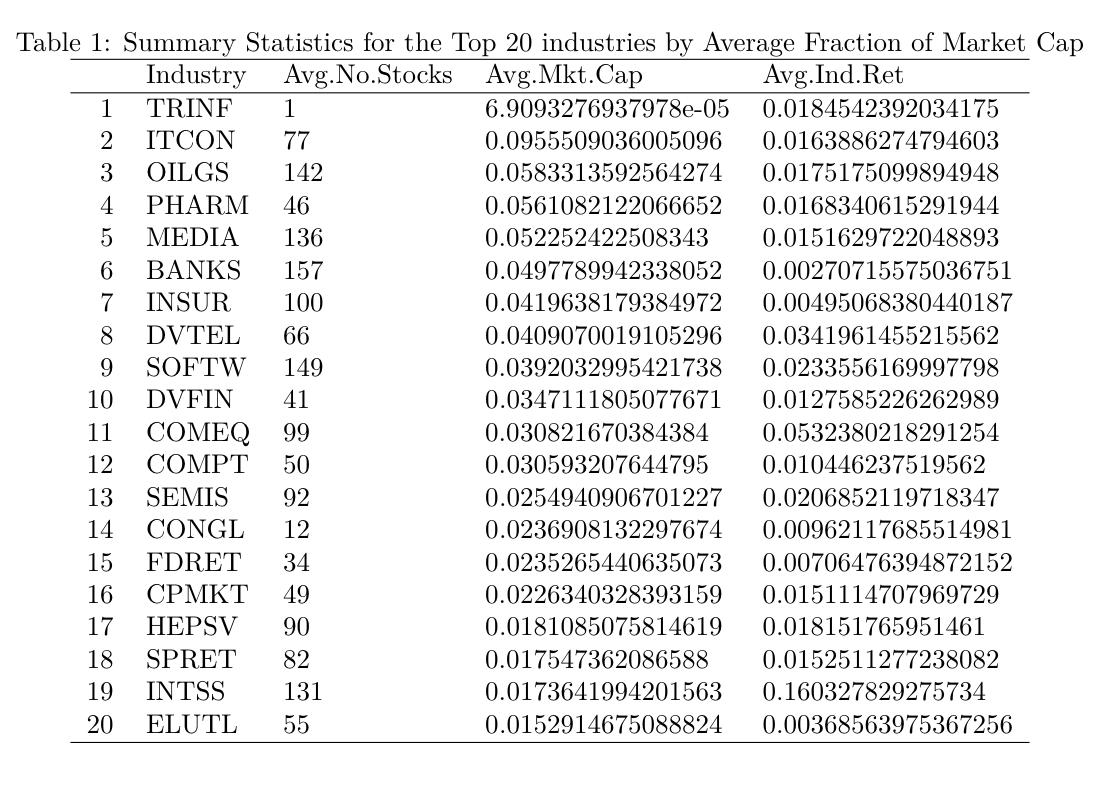 Table 1: Summary Statistics for the Top 20 industries by Average Fraction of Market Cap
Industry Avg.No.Stocks Avg.Mkt.Cap Avg.Ind.Ret
1 TRINF 1 6.9093276937978e-05 0.0184542392034175
2 ITCON 77 0.0955509036005096 0.0163886274794603
3 OILGS 142 0.0583313592564274 0.0175175099894948
4 PHARM 46 0.0561082122066652 0.0168340615291944
5 MEDIA 136 0.052252422508343 0.0151629722048893
6 BANKS 157 0.0497789942338052 0.00270715575036751
7 INSUR 100 0.0419638179384972 0.00495068380440187
8 DVTEL 66 0.0409070019105296 0.0341961455215562
9 SOFTW 149 0.0392032995421738 0.0233556169997798
10 DVFIN 41 0.0347111805077671 0.0127585226262989
11 COMEQ 99 0.030821670384384 0.0532380218291254
12 COMPT 50 0.030593207644795 0.010446237519562
13 SEMIS 92 0.0254940906701227 0.0206852119718347
14 CONGL 12 0.0236908132297674 0.00962117685514981
15 FDRET 34 0.0235265440635073 0.00706476394872152
16 CPMKT 49 0.0226340328393159 0.0151114707969729
17 HEPSV 90 0.0181085075814619 0.018151765951461
18 SPRET 82 0.017547362086588 0.0152511277238082
19 INTSS 131 0.0173641994201563 0.160327829275734
20 ELUTL 55 0.0152914675088824 0.00368563975367256